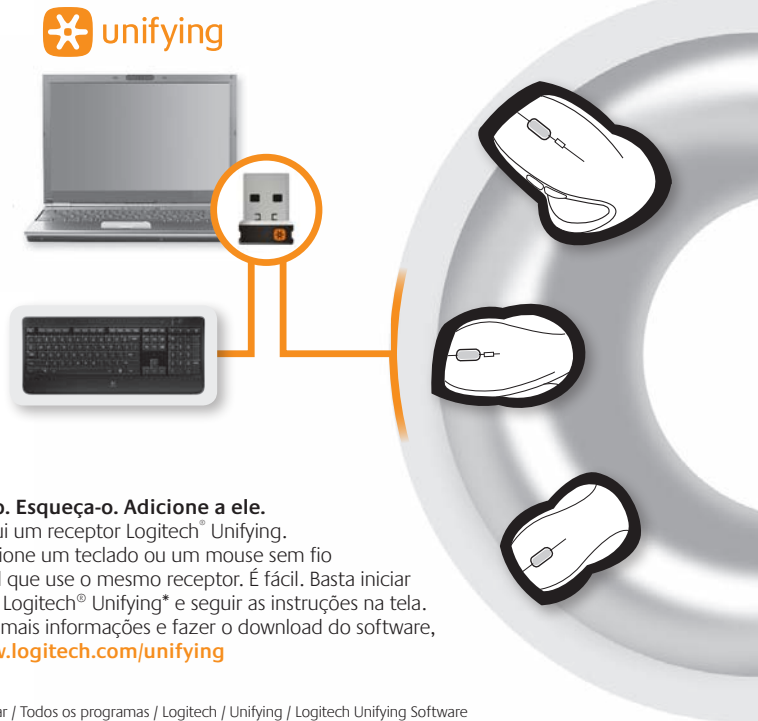 unifying
o. Esqueça-o. Adicione a ele.
ui um receptor Logitech® Unifying.
ione um teclado ou um mouse sem fio
l que use o mesmo receptor. É fácil. Basta iniciar
Logitech® Unifying* e seguir as instruções na tela.
mais informações e fazer o download do software,
w.logitech.com/unifying
ar / Todos os programas / Logitech / Unifying / Logitech Unifying Software